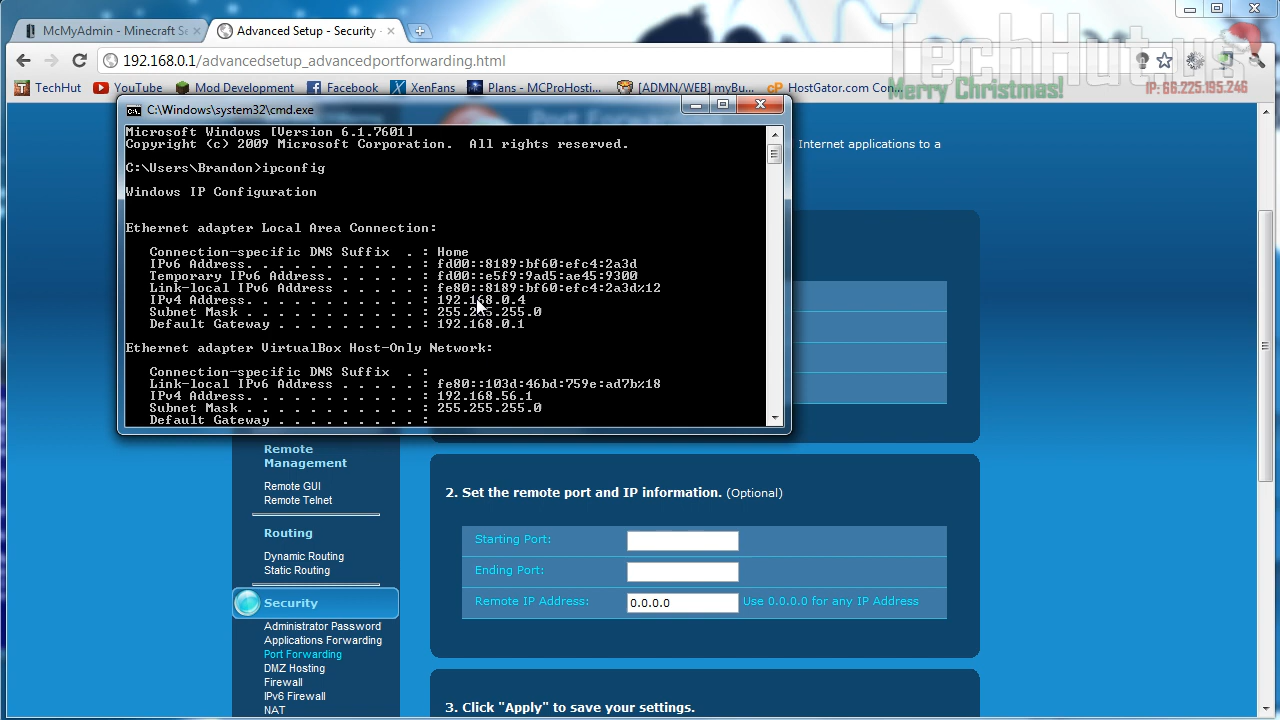 McMyAdmin - Minecraft Se
Advanced Setup - Security -
TechHut.us
192.168.0.1/advancedsetup_advancedportforwarding.html
TechHut
YouTube
Mod Development
Facebook
XenFans
Plens - MCProHosti...
[ADMN/WEB] myBu...
HostGator.com Con...
Merry Christmas!
IP: 66.225.195.246
C:\Windows\system32\cmd.exe
Port Forwarding
Microsoft Windows [Version 6.1.7601]
Copyright (c) 2009 Microsoft Corporation.  All rights reserved.
Internet applications to a
C:\Users\Brandon>ipconfig
Windows IP Configuration
Ethernet adapter Local Area Connection:
Connection-specific DNS Suffix  . : Home
IPv6 Address. . . . . . . . . . . : fd00::8189:bf60:efc4:2a3d
Temporary IPv6 Address. . . . . . : fd00::e5f9:9ad5:ae45:9300
Link-local IPv6 Address . . . . . : fe80::8189:bf60:efc4:2a3d%12
IPv4 Address. . . . . . . . . . . : 192.168.0.4
Subnet Mask . . . . . . . . . . . : 255.255.255.0
Default Gateway . . . . . . . . . : 192.168.0.1
Ethernet adapter VirtualBox Host-Only Network:
Connection-specific DNS Suffix  . :
Link-local IPv6 Address . . . . . : fe80::103d:46bd:759e:ad7b%18
IPv4 Address. . . . . . . . . . . : 192.168.56.1
Subnet Mask . . . . . . . . . . . : 255.255.255.0
Default Gateway . . . . . . . . . :
Remote
Management
Remote GUI
Remote Telnet
Routing
Dynamic Routing
Static Routing
Security
Administrator Password
Applications Forwarding
Port Forwarding
DMZ Hosting
Firewall
IPv6 Firewall
NAT
2. Set the remote port and IP information. (Optional)
Starting Port:
Ending Port:
Remote IP Address: 0.0.0.0 Use 0.0.0.0 for any IP Address
3. Click "Apply" to save your settings.